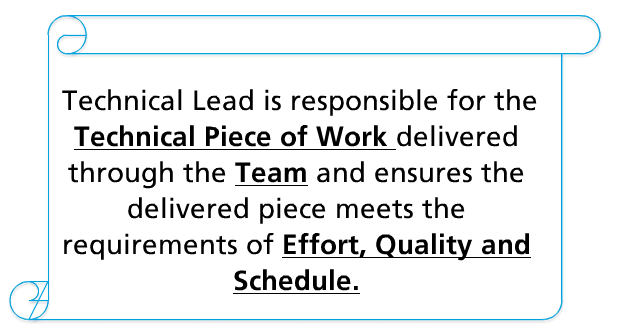 Technical Lead is responsible for the
Technical Piece of Work delivered
through the Team and ensures the
delivered piece meets the
requirements of Effort, Quality and
Schedule.